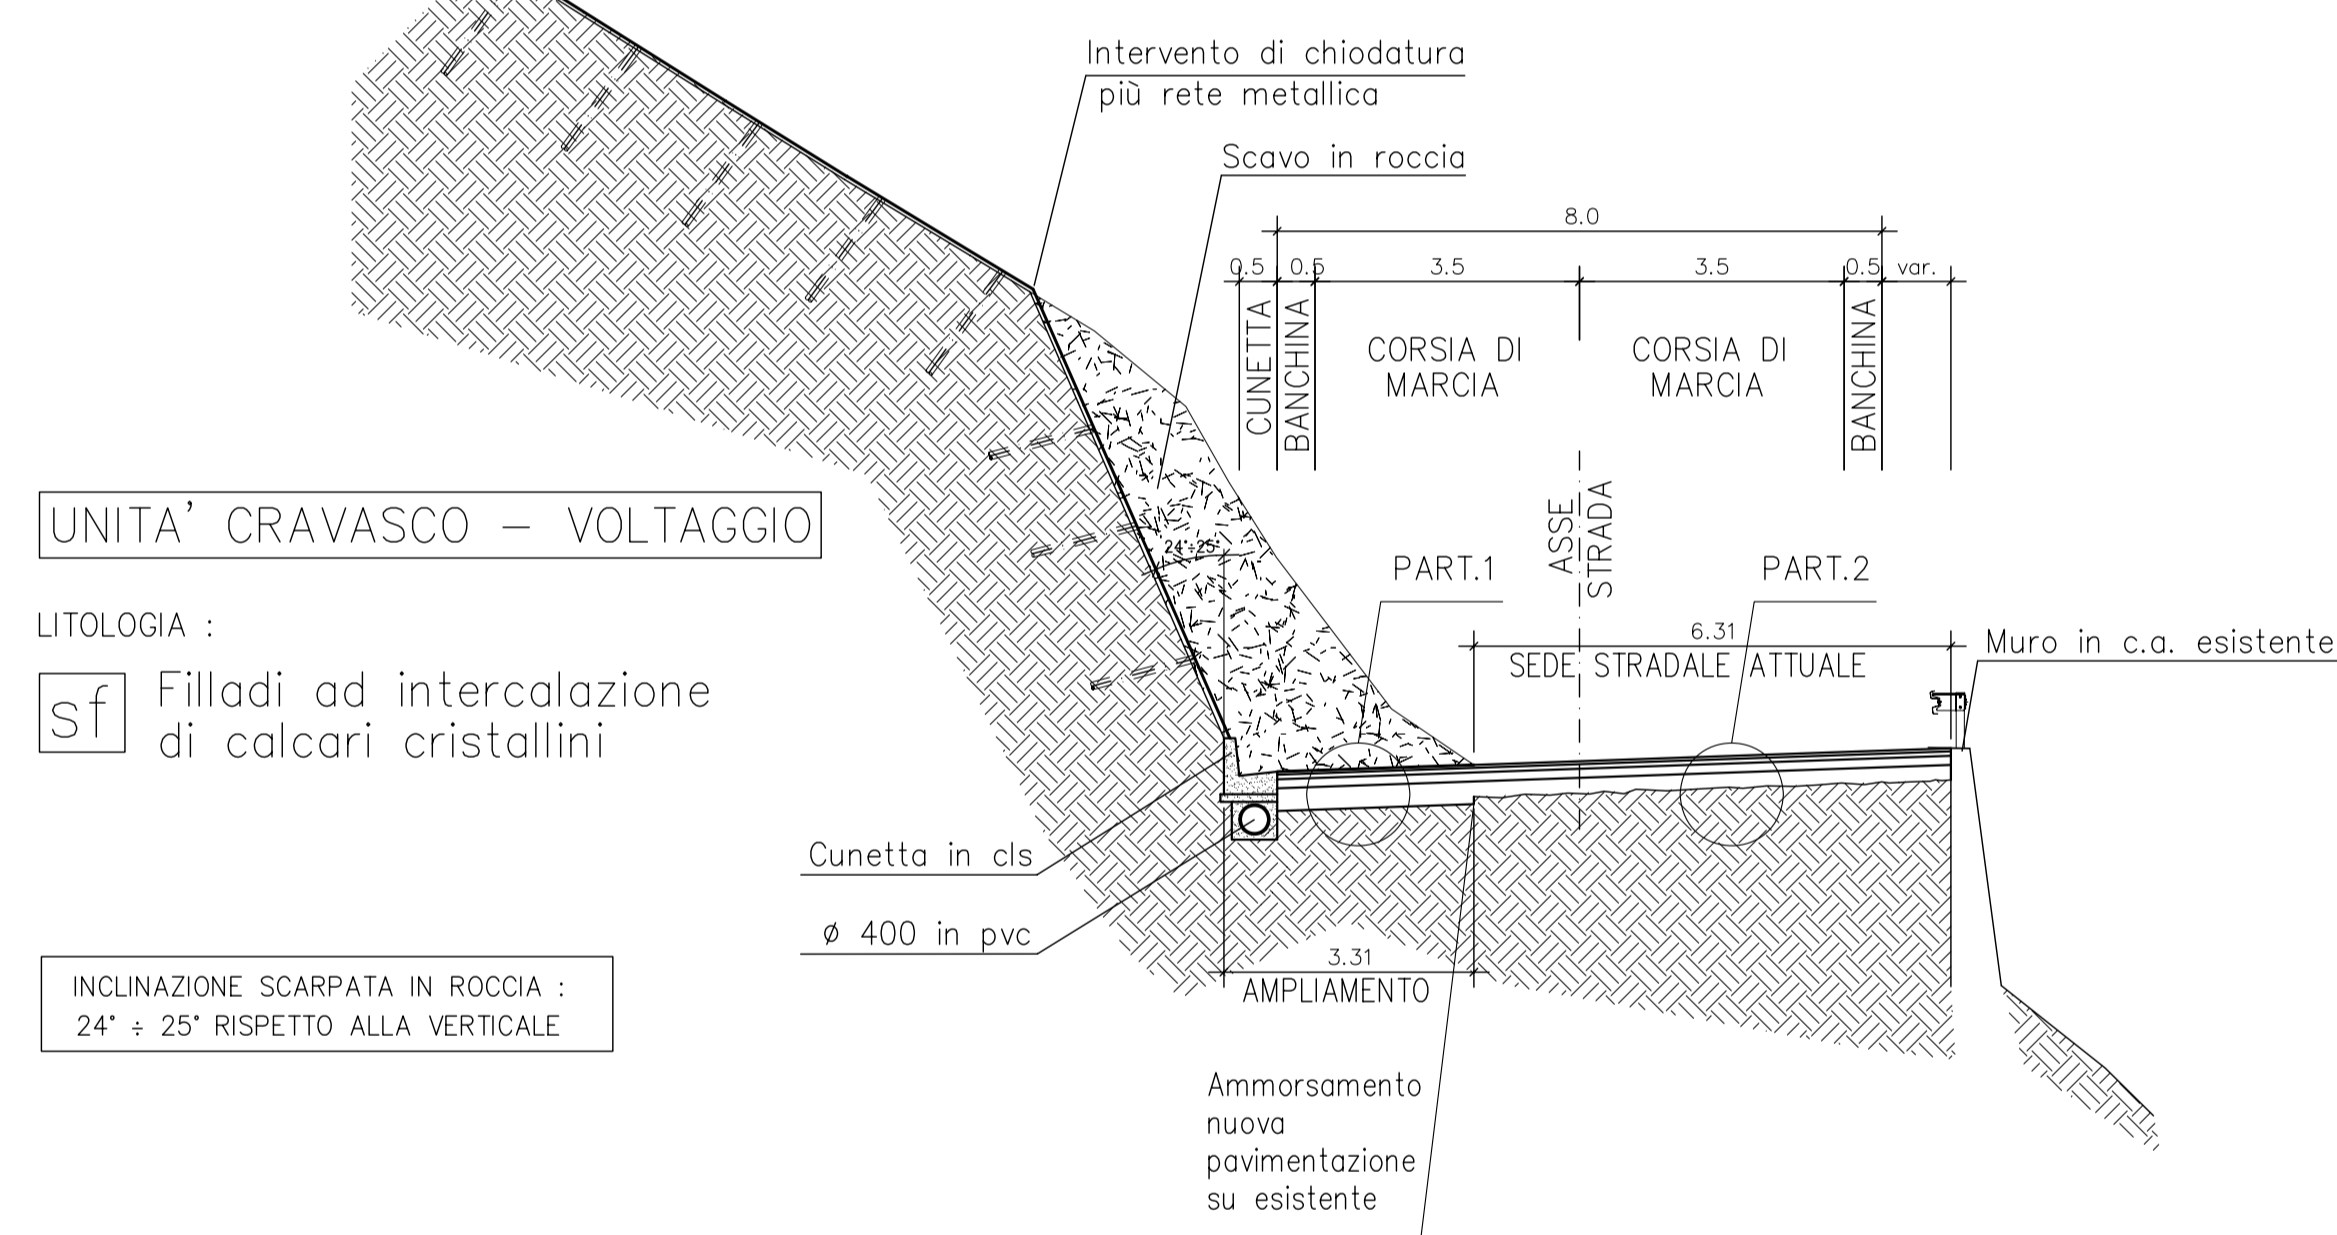 Intervento di chiodatura
più rete metallica
Scavo in roccia
8.0
0.5 0.5 3.5 3.5 0.5 var.
CUNETTA
BANCHINA
CORSIA DI
MARCIA
CORSIA DI
MARCIA
BANCHINA
UNITA' CRAVASCO – VOLTAGGIO
ASSE
STRADA
24°÷25°
PART.1
PART.2
LITOLOGIA :
6.31
SEDE STRADALE ATTUALE
Muro in c.a. esistente
sf
Filladi ad intercalazione
di calcari cristallini
Cunetta in cls
ø 400 in pvc
3.31
AMPLIAMENTO
INCLINAZIONE SCARPATA IN ROCCIA :
24° ÷ 25° RISPETTO ALLA VERTICALE
Ammorsamento
nuova
pavimentazione
su esistente